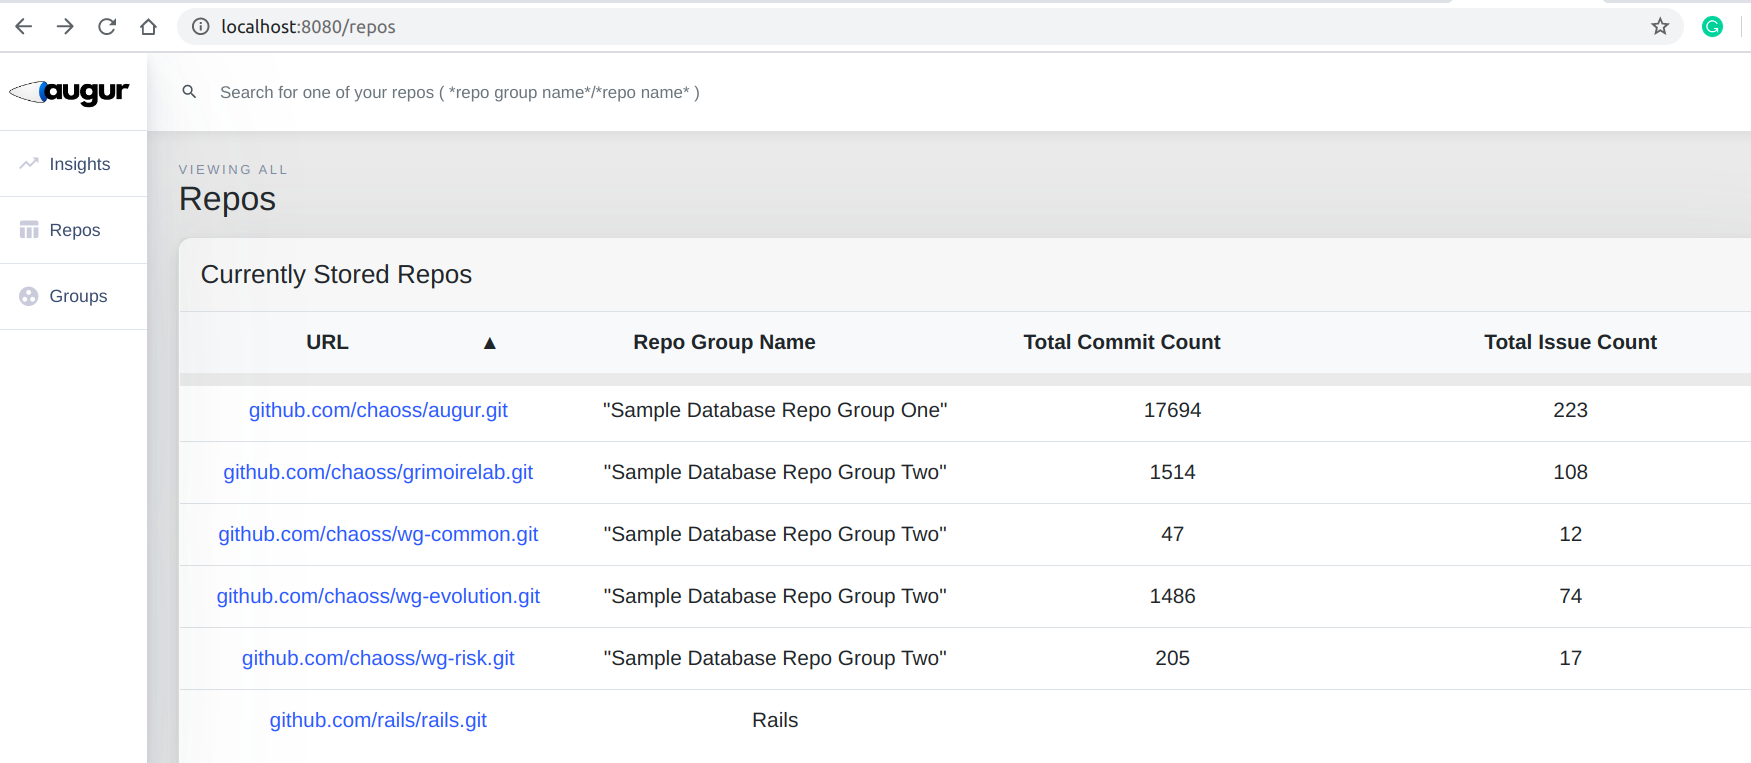 localhost:8080/repos
augur
Search for one of your repos ( *repo group name*/*repo name* )
Insights
Repos
Groups
VIEWING ALL
Repos
Currently Stored Repos
URL ▲ Repo Group Name Total Commit Count Total Issue Count
github.com/chaoss/augur.git "Sample Database Repo Group One" 17694 223
github.com/chaoss/grimoirelab.git "Sample Database Repo Group Two" 1514 108
github.com/chaoss/wg-common.git "Sample Database Repo Group Two" 47 12
github.com/chaoss/wg-evolution.git "Sample Database Repo Group Two" 1486 74
github.com/chaoss/wg-risk.git "Sample Database Repo Group Two" 205 17
github.com/rails/rails.git Rails